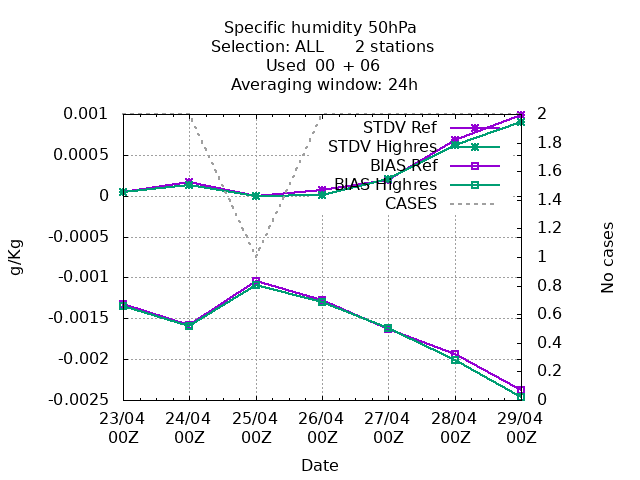 Specific humidity 50hPa
Selection: ALL 2 stations
Used 00 + 06
Averaging window: 24h
0.001
0.0005
0
-0.0005
-0.001
-0.0015
-0.002
-0.0025
g/Kg
STDV Ref
STDV Highres
BIAS Ref
BIAS Highres
CASES
2
1.8
1.6
1.4
1.2
1
0.8
0.6
0.4
0.2
0
No cases
23/04 24/04 25/04 26/04 27/04 28/04 29/04
00Z 00Z 00Z 00Z 00Z 00Z 00Z
Date